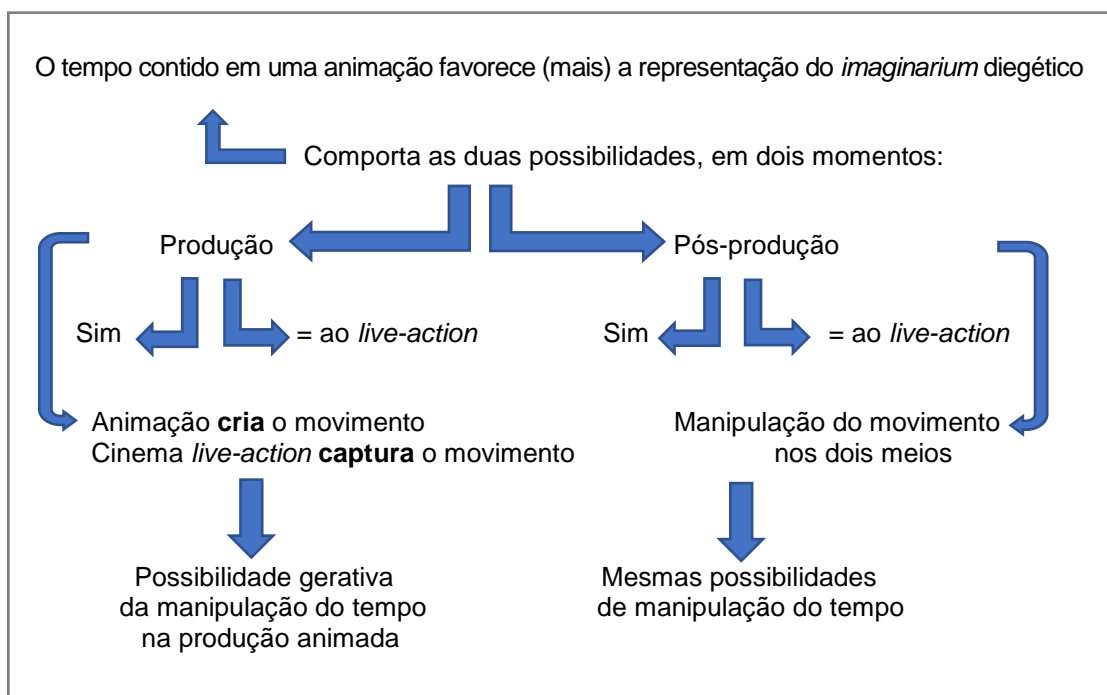 O tempo contido em uma animação favorece (mais) a representação do imaginarium diegético
Comporta as duas possibilidades, em dois momentos:
Produção
Pós-produção
Sim
= ao live-action
Sim
= ao live-action
Animação cria o movimento
Cinema live-action captura o movimento
Manipulação do movimento
nos dois meios
Possibilidade gerativa
da manipulação do tempo
na produção animada
Mesmas possibilidades
de manipulação do tempo